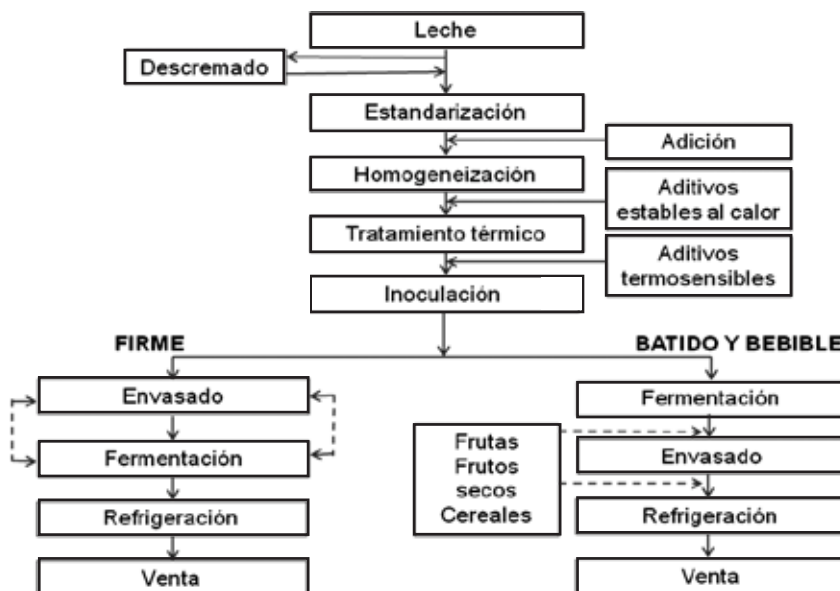 Leche
Descremado
Estandarización
Adición
Homogeneización
Aditivos
estables al calor
Tratamiento térmico
Aditivos
termosensibles
Inoculación
FIRME
BATIDO Y BEBIBLE
Envasado
Fermentación
Refrigeración
Venta
Fermentación
Frutas
Frutos
secos
Cereales
Envasado
Refrigeración
Venta